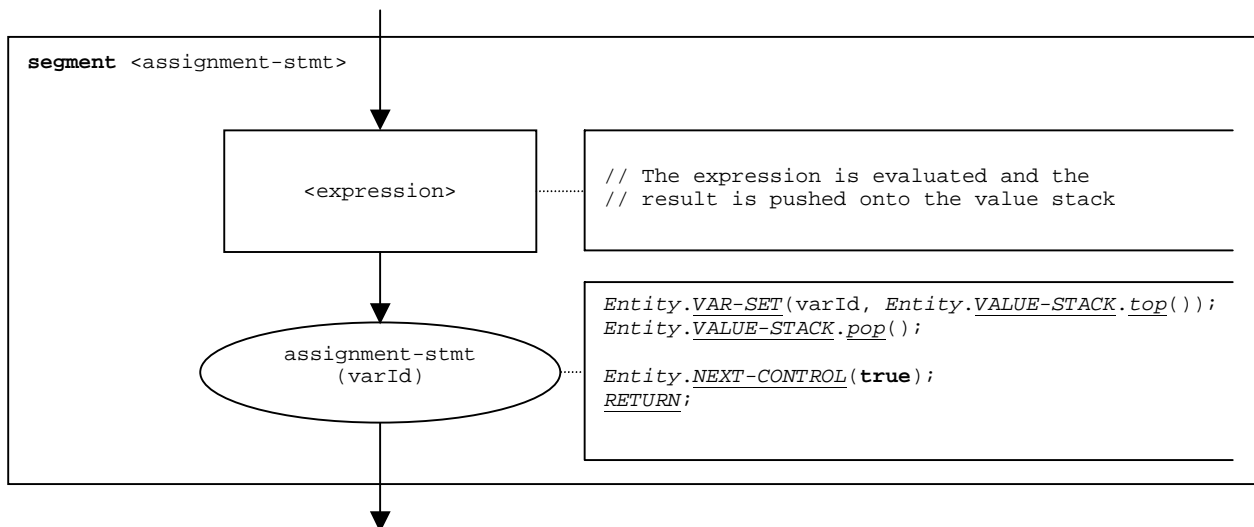 segment <assignment-stmt>
<expression>
// The expression is evaluated and the
// result is pushed onto the value stack
assignment-stmt
(varId)
Entity.VAR-SET(varId, Entity.VALUE-STACK.top());
Entity.VALUE-STACK.pop();
Entity.NEXT-CONTROL(true);
RETURN;